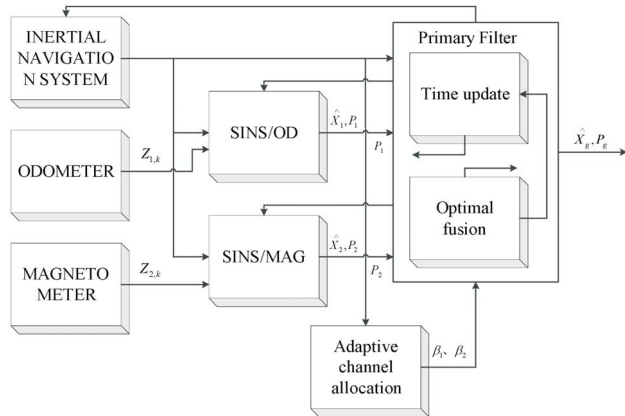 INERTIAL
NAVIGATIO
N SYSTEM
Primary Filter
Time update
SINS/OD
X̂₁, P₁
P₁
ODOMETER
Z₁,ₖ
X̂g, Pg
Optimal
fusion
SINS/MAG
X̂₂, P₂
P₂
MAGNETO
METER
Z₂,ₖ
Adaptive
channel
allocation
β₁、β₂